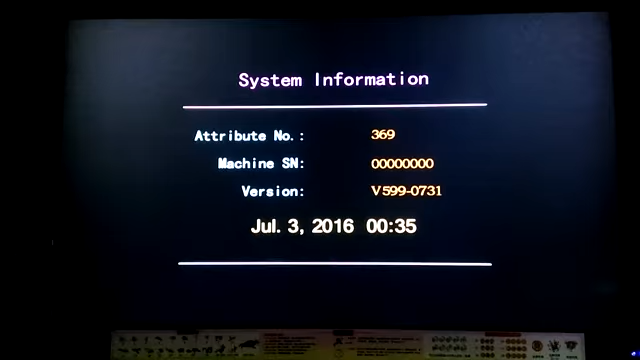 System Information
Attribute No.: 369
Machine SN: 00000000
Version: V599-0731
Jul. 3, 2016 00:35